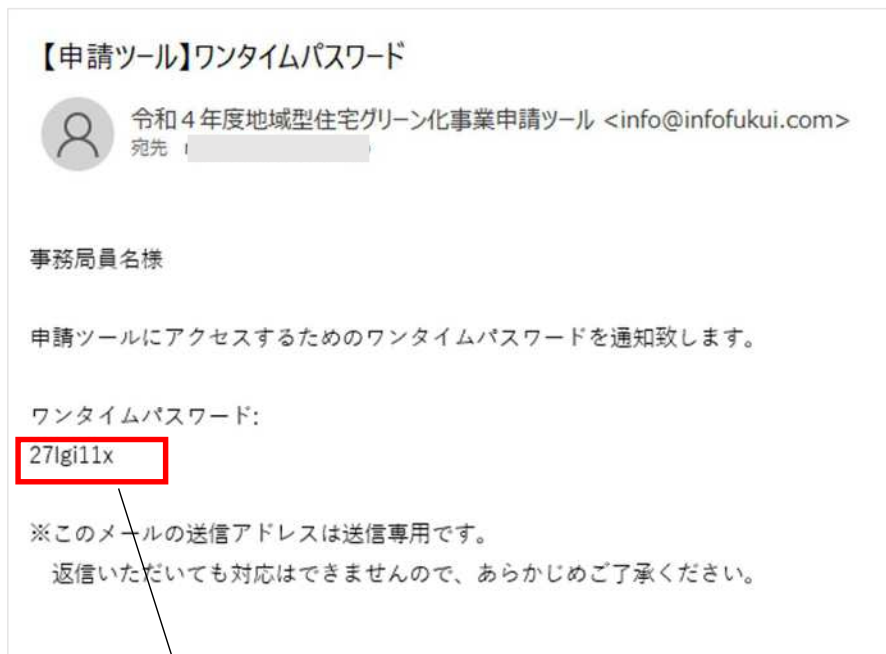 【申請ツール】ワンタイムパスワード
令和４年度地域型住宅グリーン化事業申請ツール <info@infofukui.com>
宛先
事務局員名様
申請ツールにアクセスするためのワンタイムパスワードを通知致します。
ワンタイムパスワード:
27lgi11x
※このメールの送信アドレスは送信専用です。
返信いただいても対応はできませんので、あらかじめご了承ください。